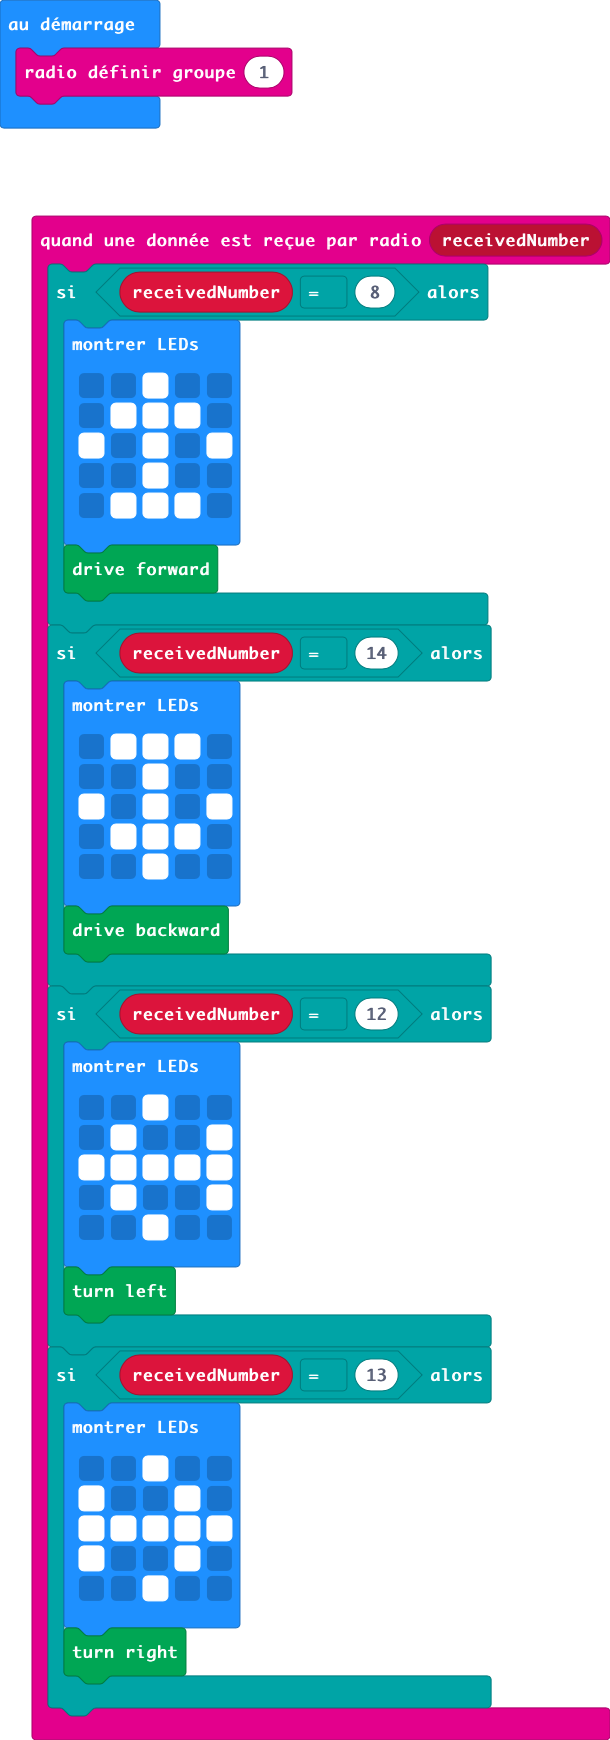 au démarrage
radio définir groupe 1
quand une donnée est reçue par radio receivedNumber
si receivedNumber = 8 alors
montrer LEDs
drive forward
si receivedNumber = 14 alors
montrer LEDs
drive backward
si receivedNumber = 12 alors
montrer LEDs
turn left
si receivedNumber = 13 alors
montrer LEDs
turn right